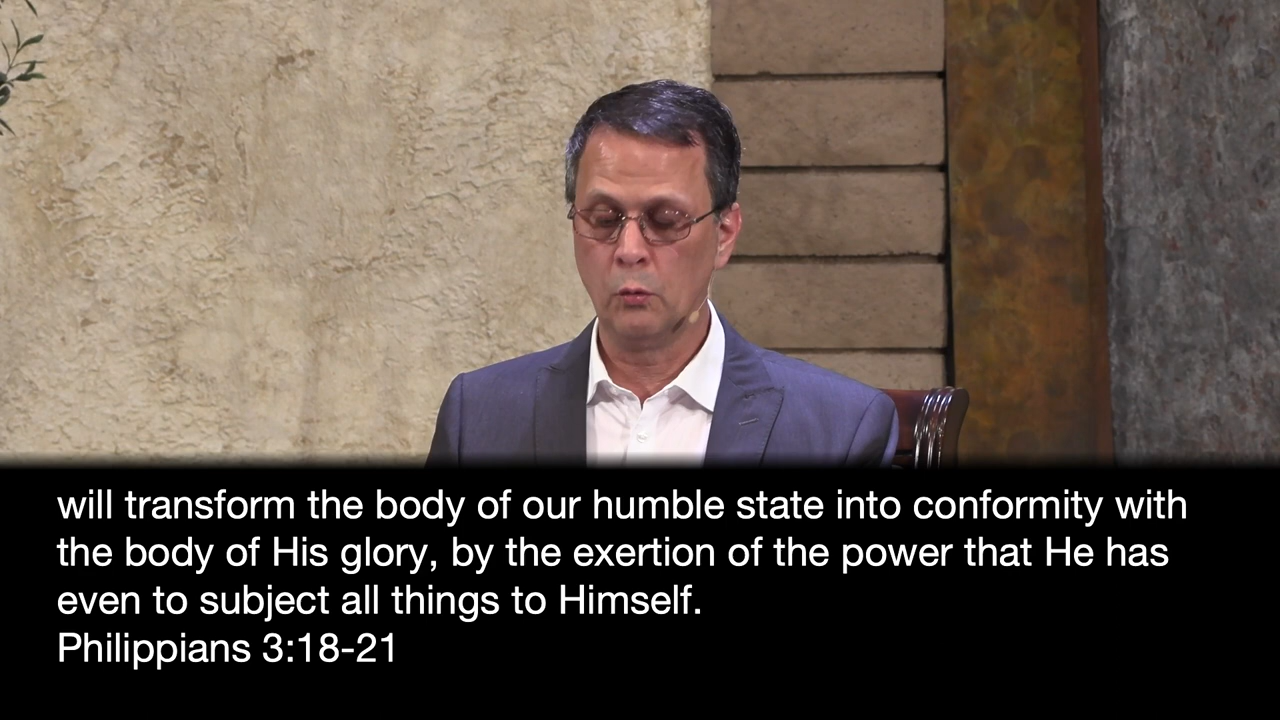 will transform the body of our humble state into conformity with
the body of His glory, by the exertion of the power that He has
even to subject all things to Himself.
Philippians 3:18-21